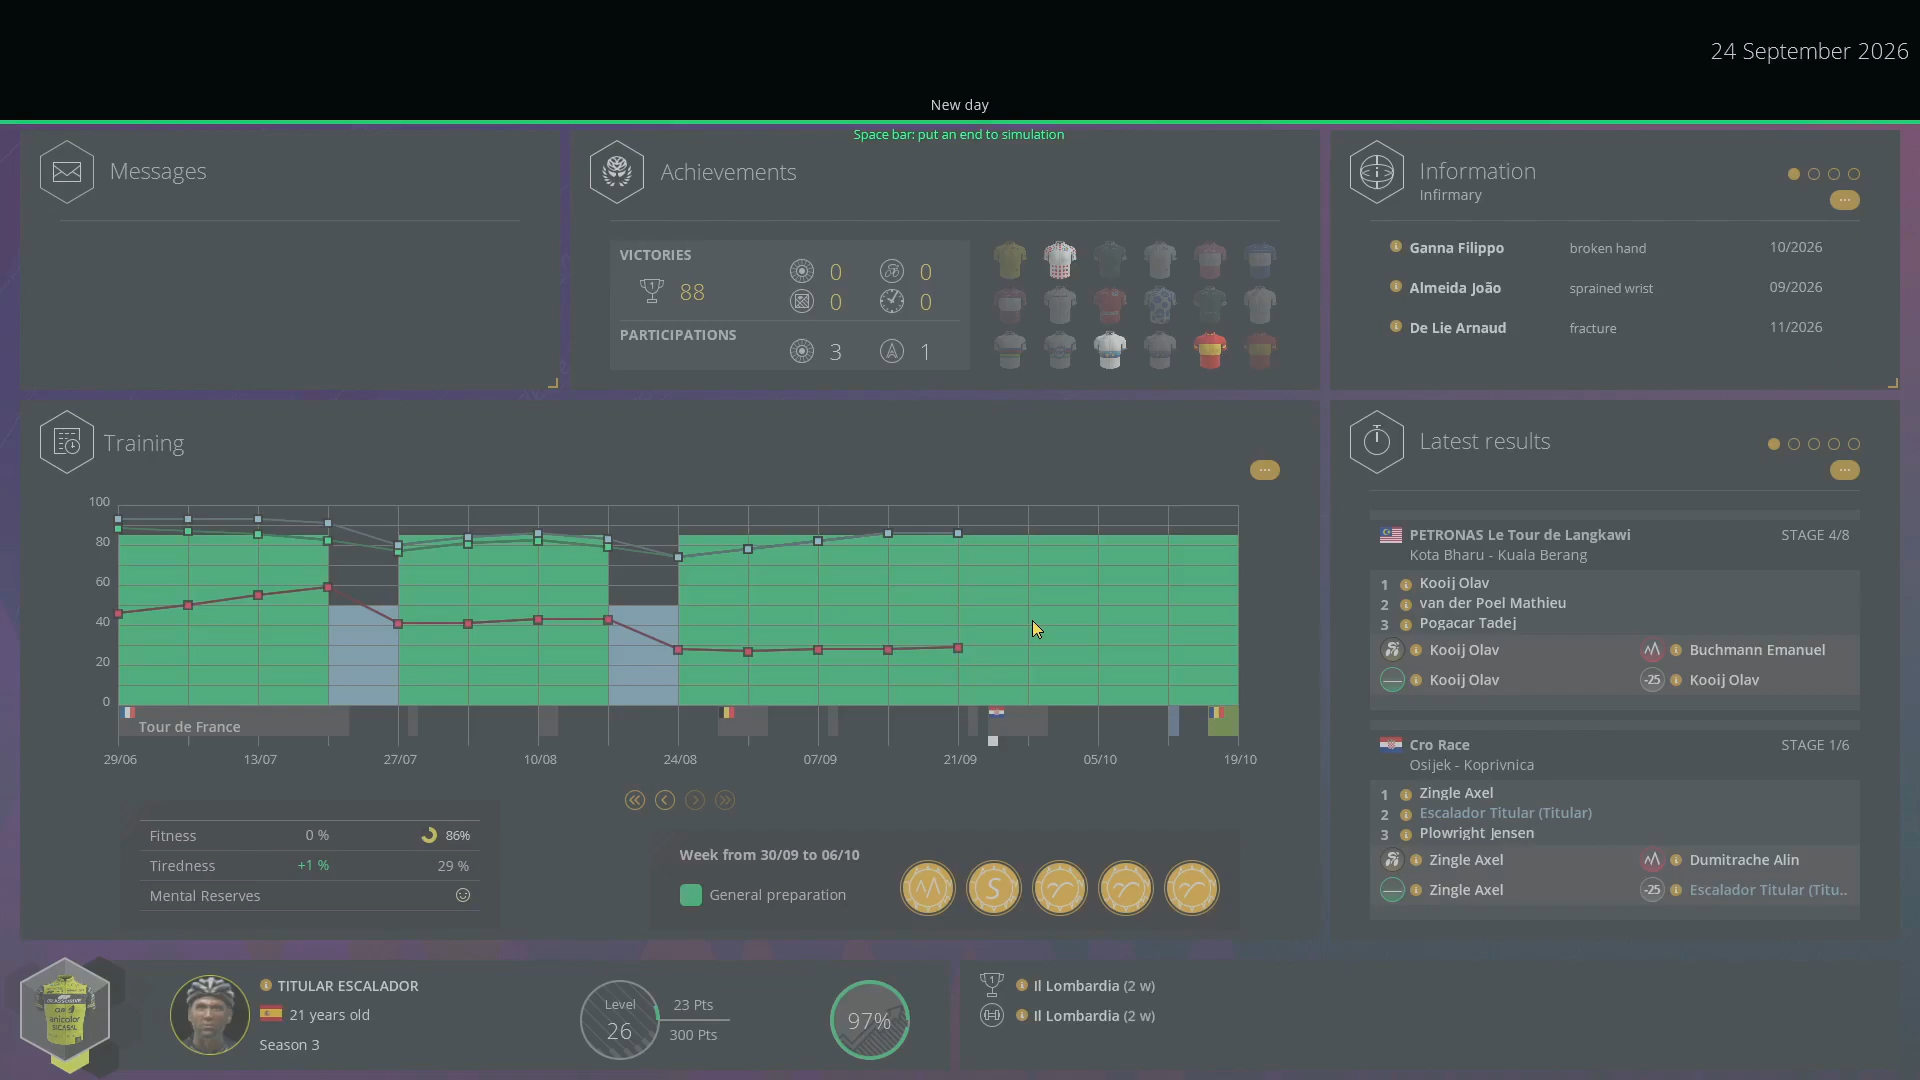 24 September 2026
New day
Space bar: put an end to simulation
Messages
Achievements
VICTORIES
88
0
0
0
0
PARTICIPATIONS
3
1
Information
Infirmary
Ganna Filippo broken hand 10/2026
Almeida João sprained wrist 09/2026
De Lie Arnaud fracture 11/2026
Training
100
80
60
40
20
0
Tour de France
29/06 13/07 27/07 10/08 24/08 07/09 21/09 05/10 19/10
Fitness 0 % 86%
Tiredness +1 % 29 %
Mental Reserves
Week from 30/09 to 06/10
General preparation
Latest results
PETRONAS Le Tour de Langkawi STAGE 4/8
Kota Bharu - Kuala Berang
1 Kooij Olav
2 van der Poel Mathieu
3 Pogacar Tadej
Kooij Olav Buchmann Emanuel
Kooij Olav -25 Kooij Olav
Cro Race STAGE 1/6
Osijek - Koprivnica
1 Zingle Axel
2 Escalador Titular (Titular)
3 Plowright Jensen
Zingle Axel Dumitrache Alin
Zingle Axel -25 Escalador Titular (Titu..
TITULAR ESCALADOR
21 years old
Season 3
Level
26
23 Pts
300 Pts
97%
Il Lombardia (2 w)
Il Lombardia (2 w)